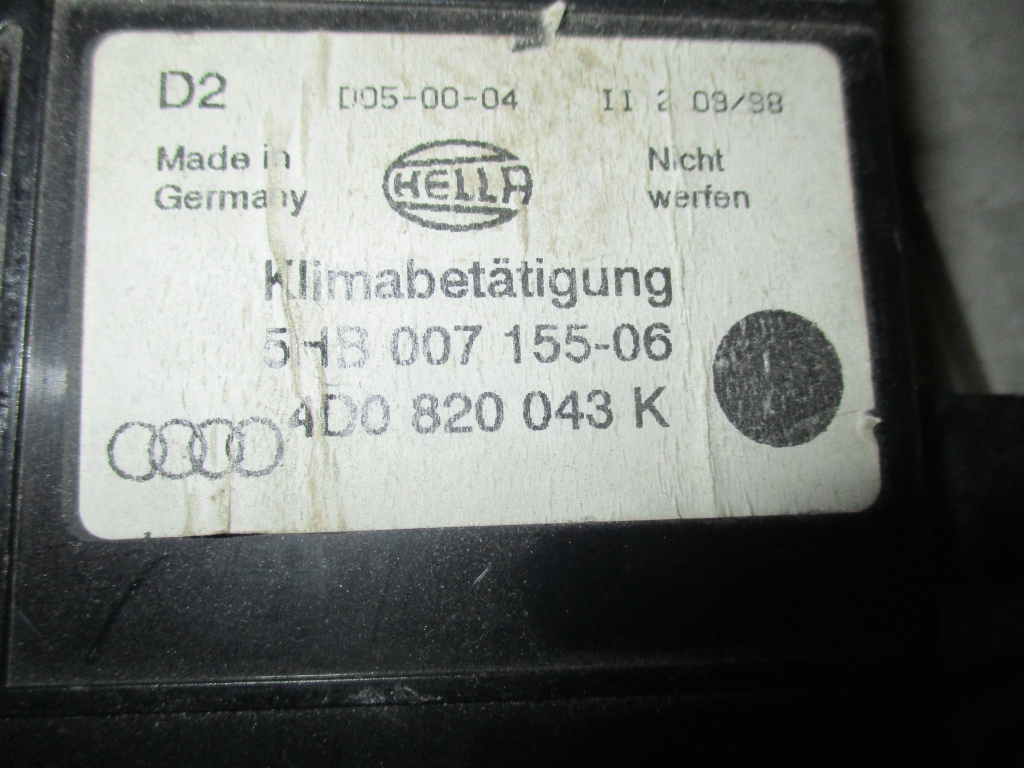 D2 D05-00-04 II 2 09/98
Made in Germany HELLA Nicht werfen
Klimabetätigung
5HB 007 155-06
4D0 820 043 K